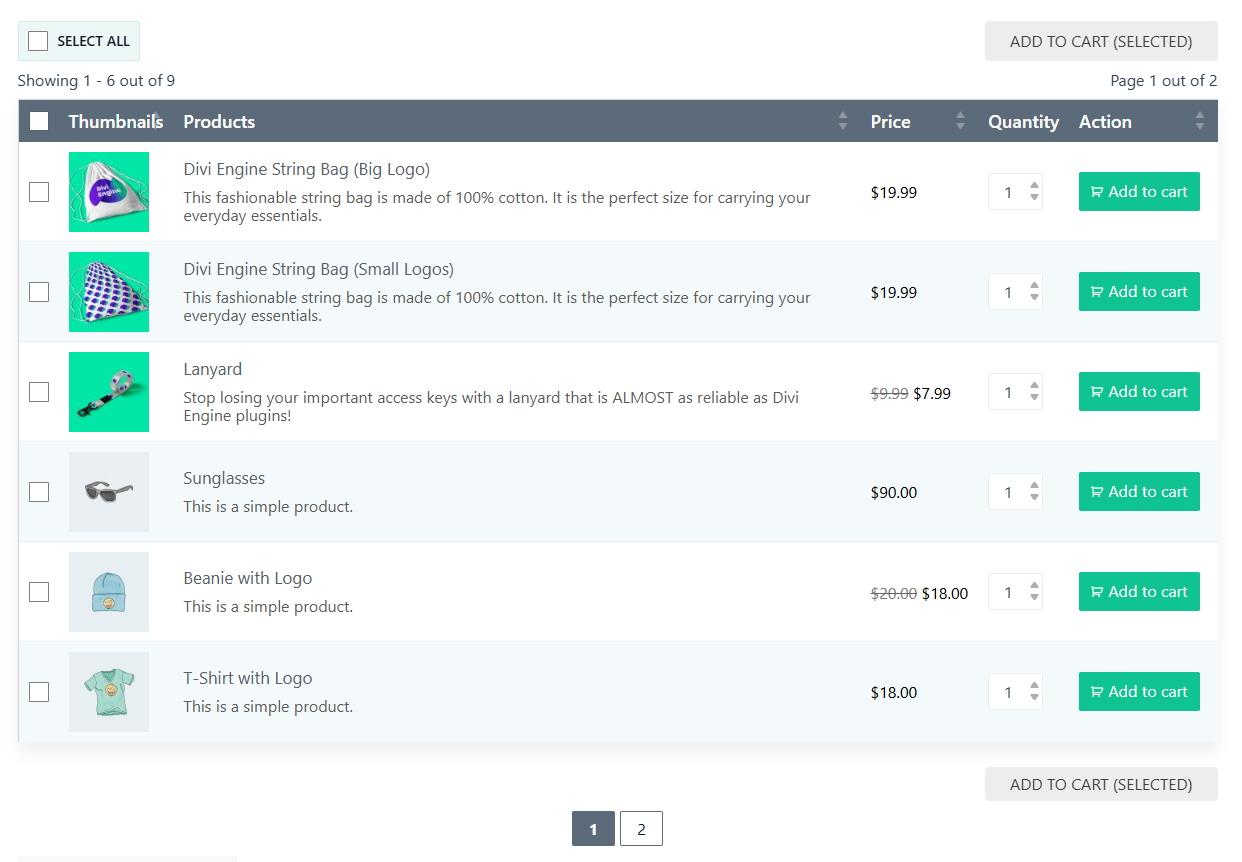 SELECT ALL
ADD TO CART (SELECTED)
Showing 1 - 6 out of 9
Page 1 out of 2
Thumbnails Products Price Quantity Action
Divi Engine
Divi Engine String Bag (Big Logo)
This fashionable string bag is made of 100% cotton. It is the perfect size for carrying your
everyday essentials.
$19.99
1
Add to cart
Divi Engine String Bag (Small Logos)
This fashionable string bag is made of 100% cotton. It is the perfect size for carrying your
everyday essentials.
$19.99
1
Add to cart
Lanyard
Stop losing your important access keys with a lanyard that is ALMOST as reliable as Divi
Engine plugins!
$9.99 $7.99
1
Add to cart
Sunglasses
This is a simple product.
$90.00
1
Add to cart
Beanie with Logo
This is a simple product.
$20.00 $18.00
1
Add to cart
T-Shirt with Logo
This is a simple product.
$18.00
1
Add to cart
ADD TO CART (SELECTED)
1 2